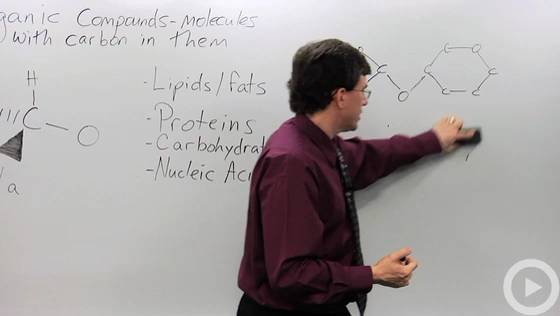 ganic Compounds-molecules
with carbon in them
H
C - O
a
- Lipids/fats
- Proteins
- Carbohydrat
- Nucleic Aci
O
C
O
C
C
O
C
C
C